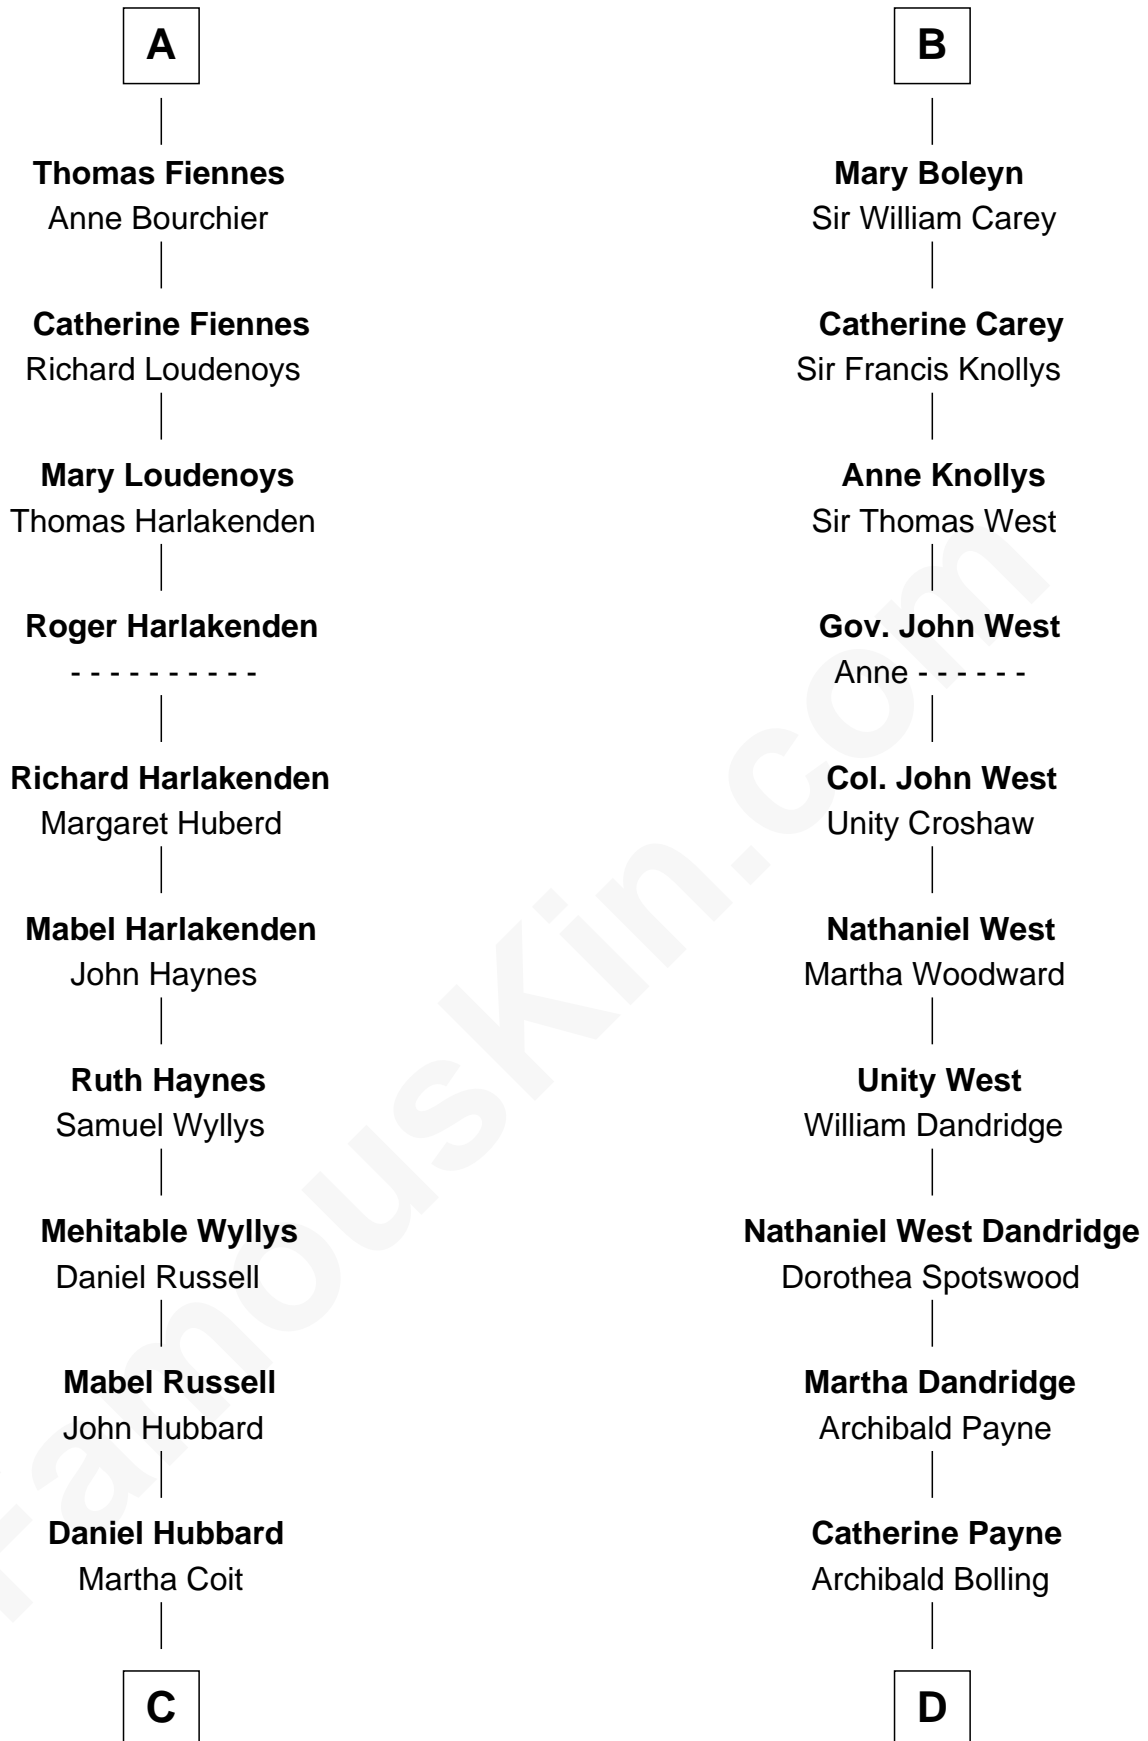 A
Thomas Fiennes
Anne Bourchier
Catherine Fiennes
Richard Loudenoys
Mary Loudenoys
Thomas Harlakenden
Roger Harlakenden
- - - - - - - - - -
Richard Harlakenden
Margaret Huberd
Mabel Harlakenden
John Haynes
Ruth Haynes
Samuel Wyllys
Mehitable Wyllys
Daniel Russell
Mabel Russell
John Hubbard
Daniel Hubbard
Martha Coit
C
B
Mary Boleyn
Sir William Carey
Catherine Carey
Sir Francis Knollys
Anne Knollys
Sir Thomas West
Gov. John West
Anne - - - - - -
Col. John West
Unity Croshaw
Nathaniel West
Martha Woodward
Unity West
William Dandridge
Nathaniel West Dandridge
Dorothea Spotswood
Martha Dandridge
Archibald Payne
Catherine Payne
Archibald Bolling
D
FamousKin.com